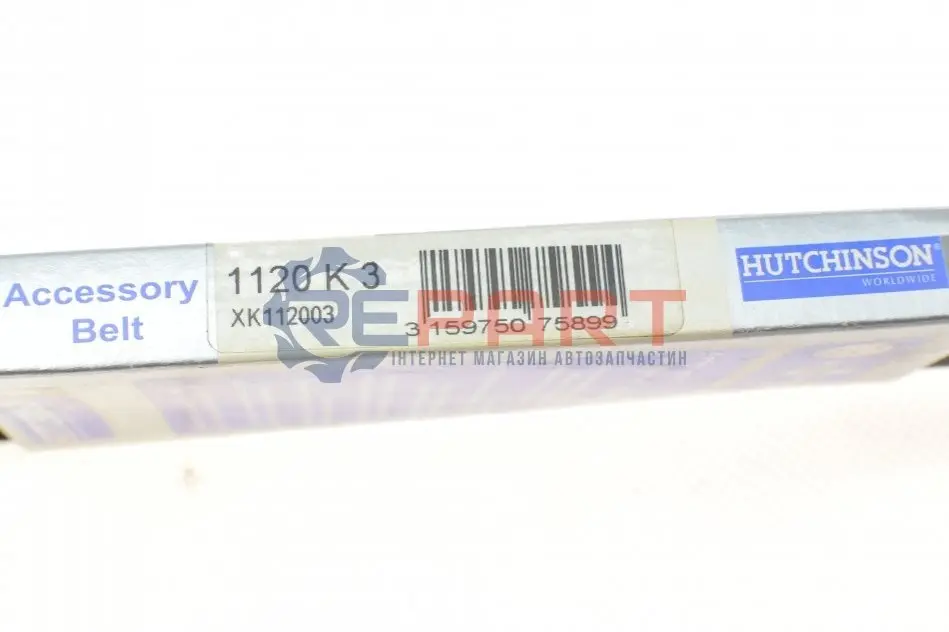 Accessory
Belt
1120 K 3
XK112003
3 159750 75899
HUTCHINSON
WORLDWIDE
REPART
ІНТЕРНЕТ МАГАЗИН АВТОЗАПЧАСТИН